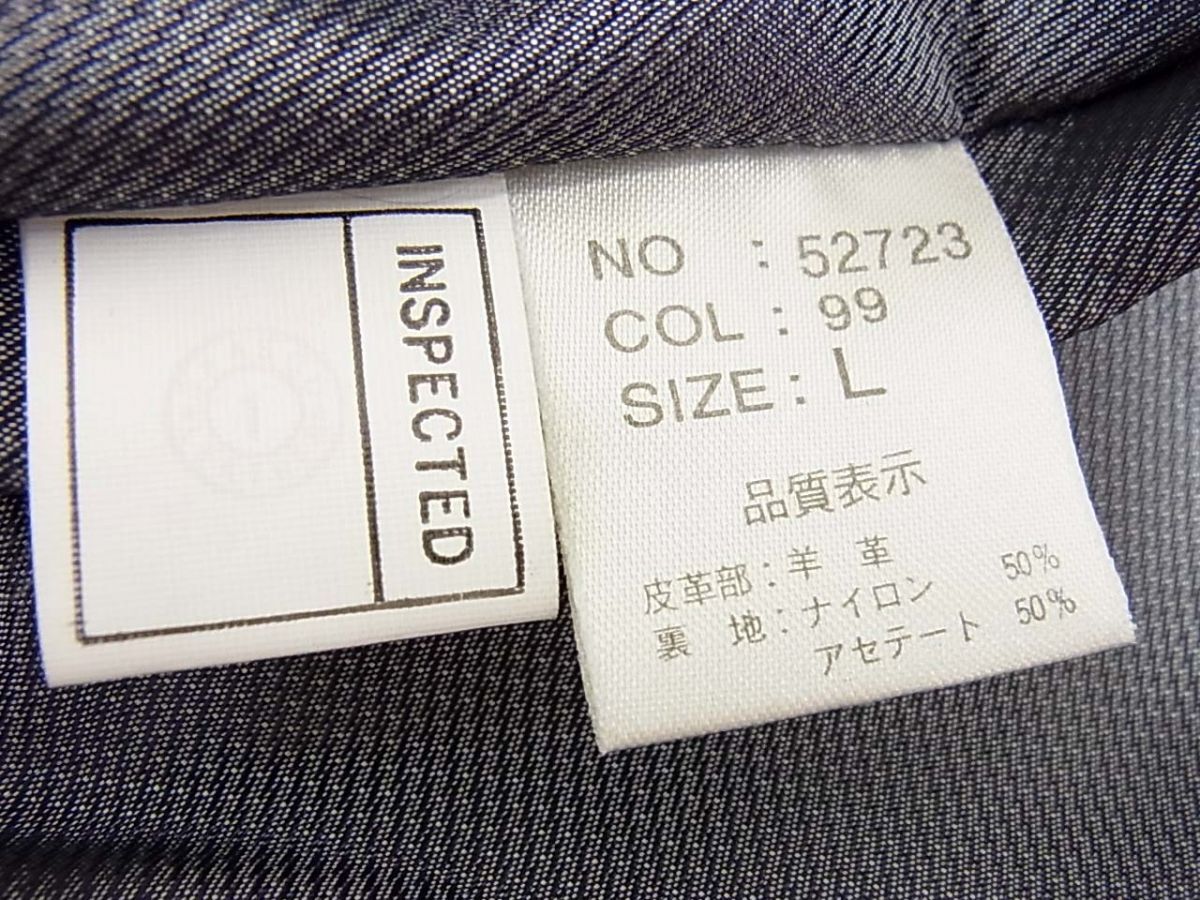 INSPECTED
NO : 52723
COL : 99
SIZE : L
品質表示
皮革部 : 羊 革
裏 地 : ナイロン 50%
アセテート 50%